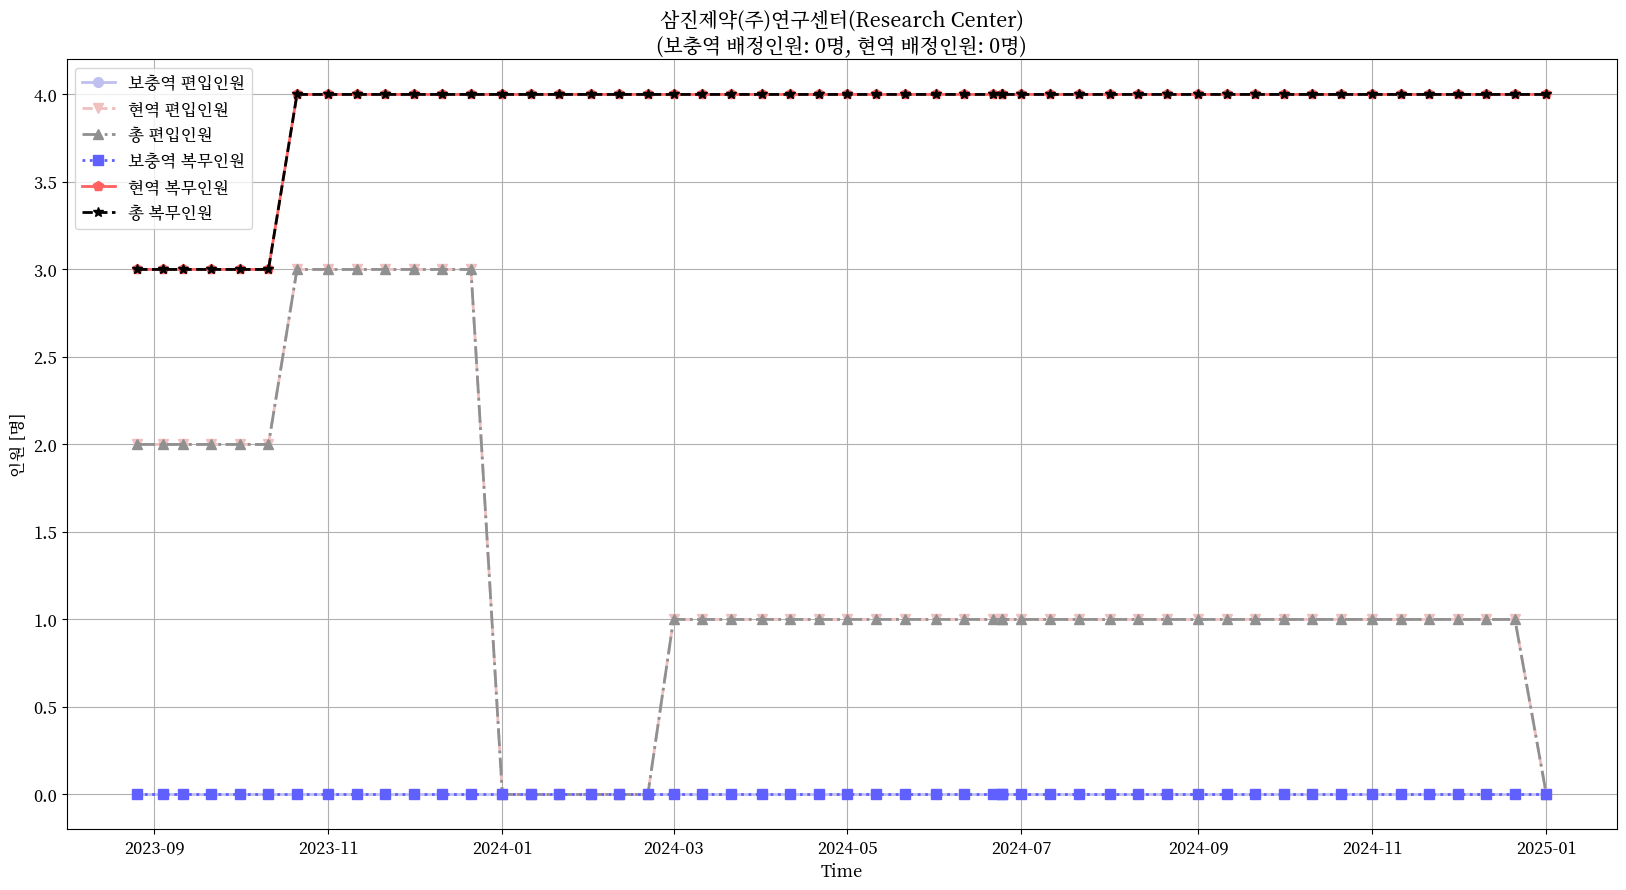 삼진제약(주)연구센터(Research Center)
(보충역 배정인원: 0명, 현역 배정인원: 0명)
보충역 편입인원
현역 편입인원
총 편입인원
보충역 복무인원
현역 복무인원
총 복무인원
4.0
3.5
3.0
2.5
2.0
1.5
1.0
0.5
0.0
인원 [명]
2023-09
2023-11
2024-01
2024-03
2024-05
2024-07
2024-09
2024-11
2025-01
Time